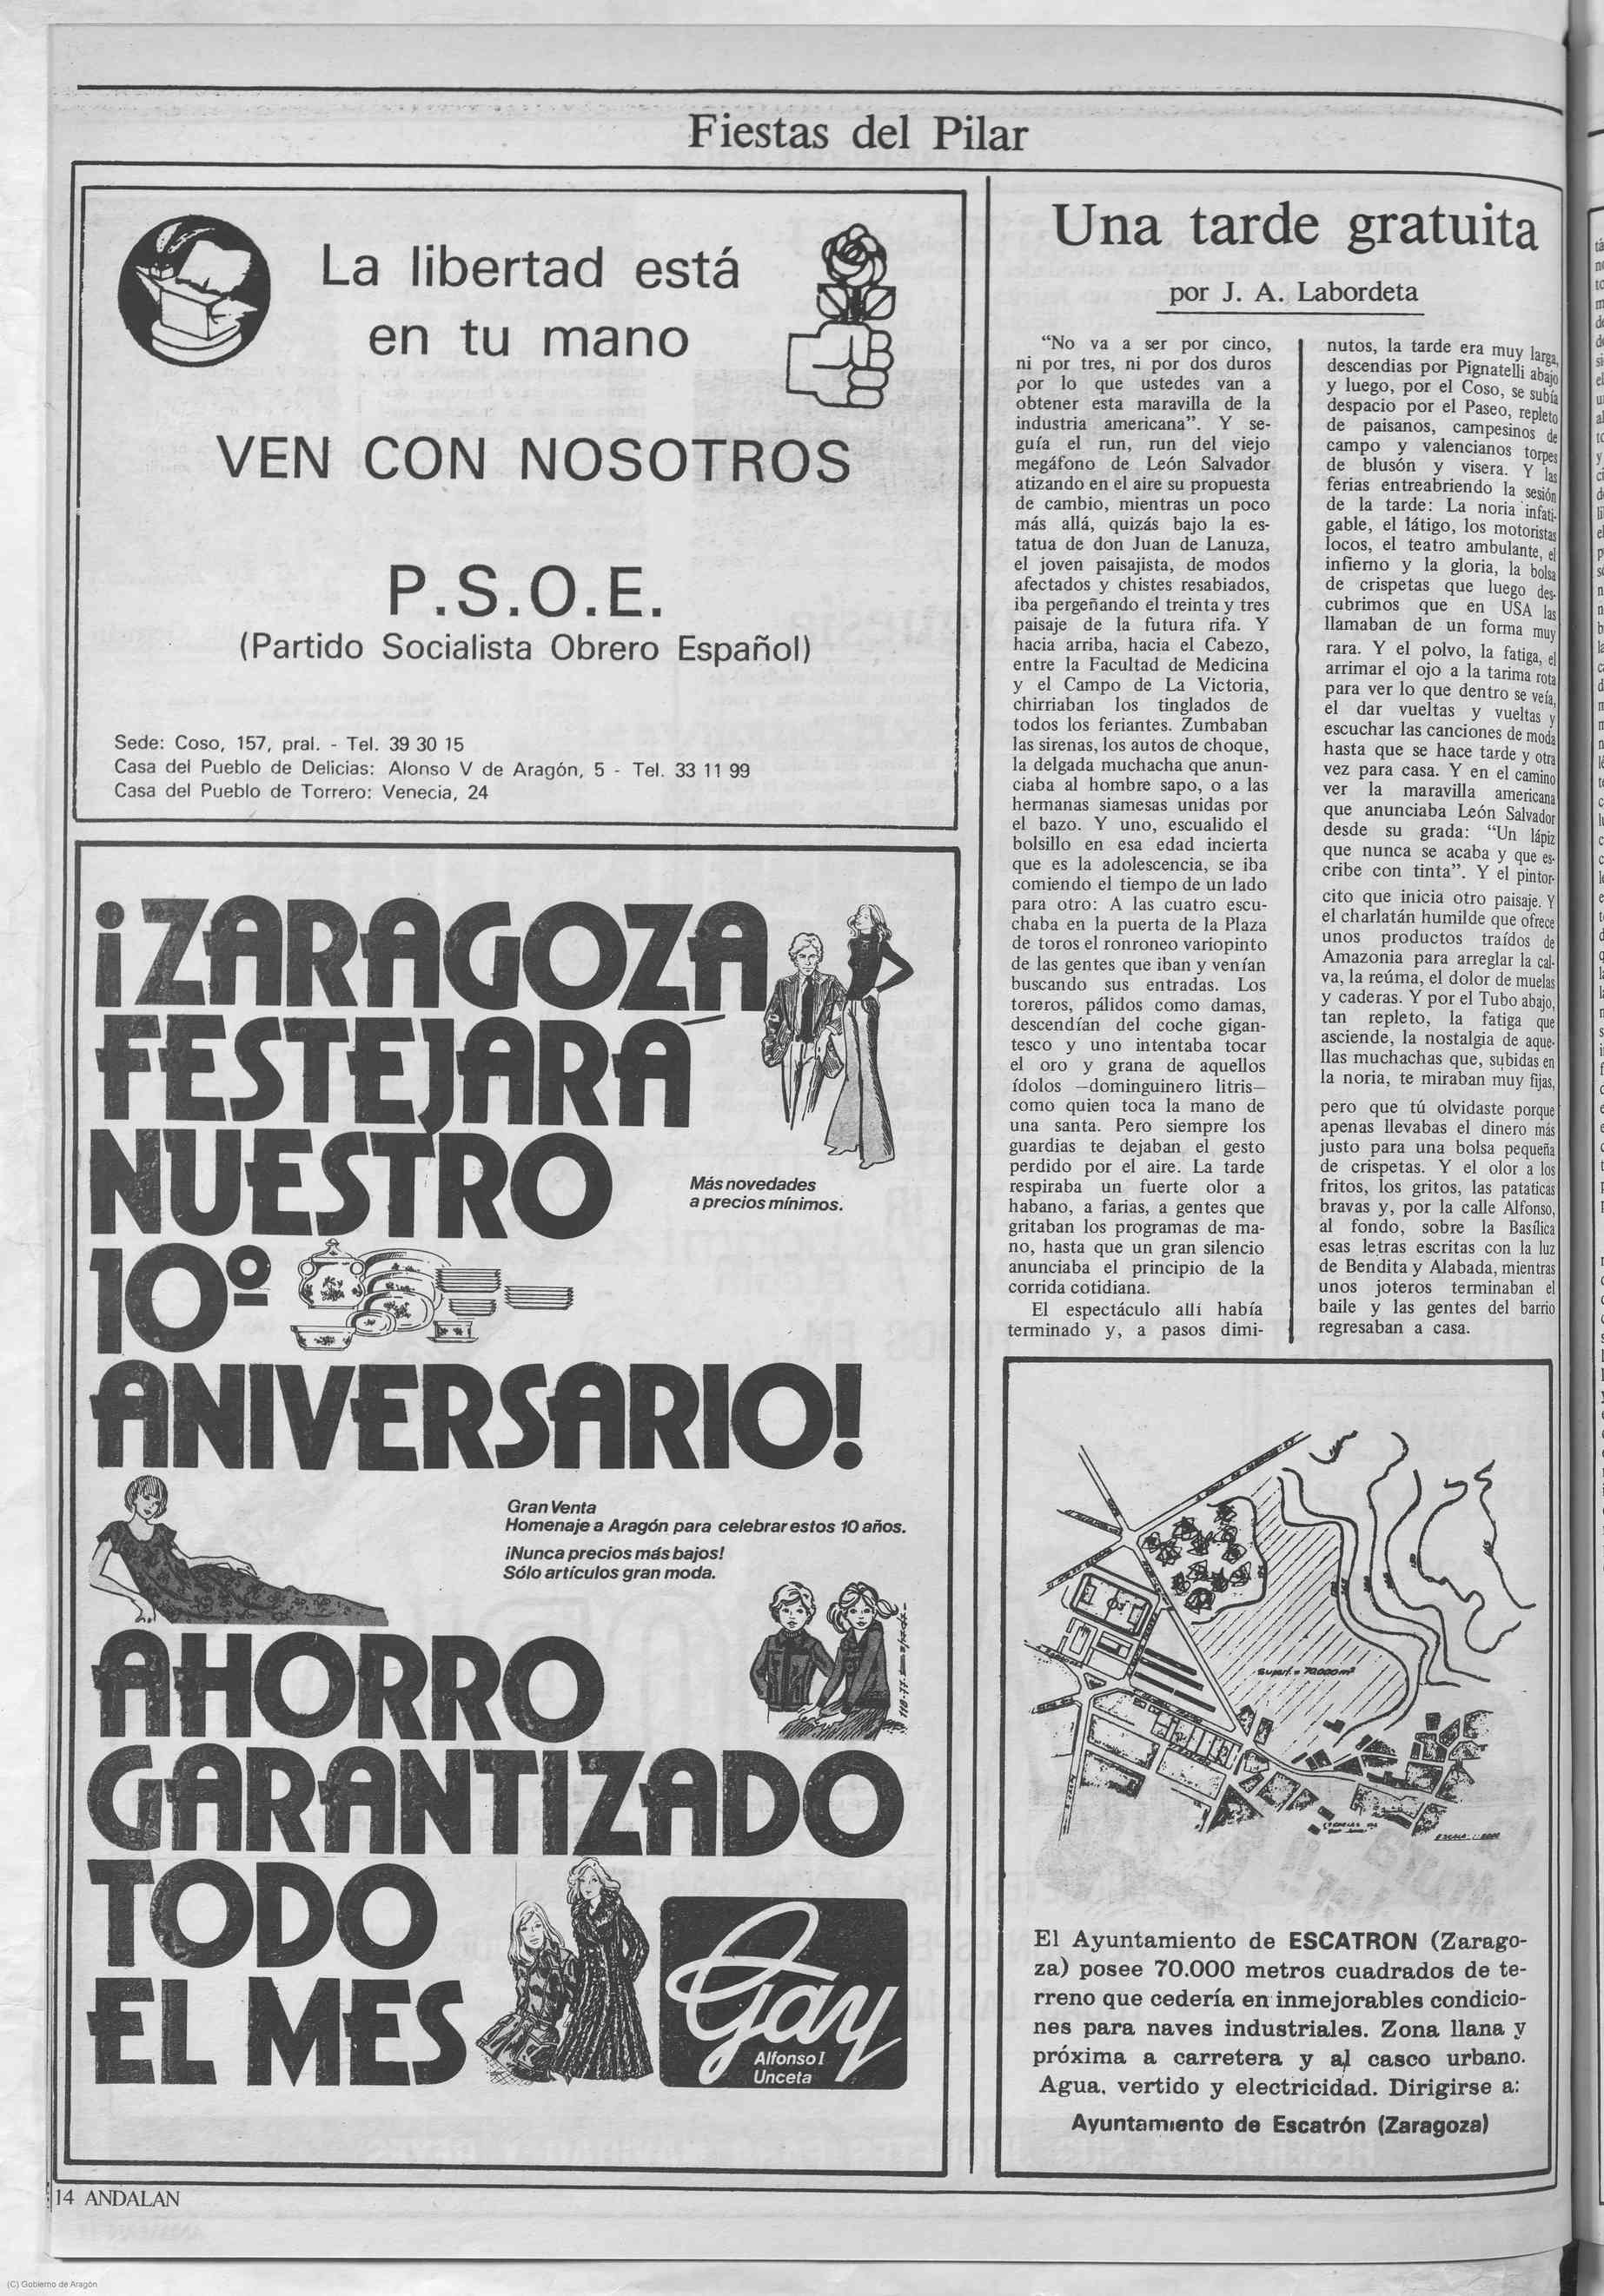 Fiestas del Pilar
La libertad está
en tu mano
VEN CON NOSOTROS
P.S.O.E.
(Partido Socialista Obrero Español)
Sede: Coso, 157, pral. - Tel. 39 30 15
Casa del Pueblo de Delicias: Alonso V de Aragón, 5 - Tel. 33 11 99
Casa del Pueblo de Torrero: Venecia, 24
¡ZARAGOZA
FESTEJARÁ
NUESTRO
10º
ANIVERSARIO!
Más novedades
a precios mínimos.
Gran Venta
Homenaje a Aragón para celebrar estos 10 años.
¡Nunca precios más bajos!
Sólo artículos gran moda.
AHORRO
GARANTIZADO
TODO
EL MES
Gay
Alfonso I
Unceta
Una tarde gratuita
por J. A. Labordeta
“No va a ser por cinco,
ni por tres, ni por dos duros
por lo que ustedes van a
obtener esta maravilla de la
industria americana”. Y se-
guía el run, run del viejo
megáfono de León Salvador
atizando en el aire su propuesta
de cambio, mientras un poco
más allá, quizás bajo la es-
tatua de don Juan de Lanuza,
el joven paisajista, de modos
afectados y chistes resabiados,
iba pergeñando el treinta y tres
paisaje de la futura rifa. Y
hacia arriba, hacia el Cabezo,
entre la Facultad de Medicina
y el Campo de La Victoria,
chirriaban los tinglados de
todos los feriantes. Zumbaban
las sirenas, los autos de choque,
la delgada muchacha que anun-
ciaba al hombre sapo, o a las
hermanas siamesas unidas por
el bazo. Y uno, escualido el
bolsillo en esa edad incierta
que es la adolescencia, se iba
comiendo el tiempo de un lado
para otro: A las cuatro escu-
chaba en la puerta de la Plaza
de toros el ronroneo variopinto
de las gentes que iban y venían
buscando sus entradas. Los
toreros, pálidos como damas,
descendían del coche gigan-
tesco y uno intentaba tocar
el oro y grana de aquellos
ídolos —dominguinero litris—
como quien toca la mano de
una santa. Pero siempre los
guardias te dejaban el gesto
perdido por el aire. La tarde
respiraba un fuerte olor a
habano, a farias, a gentes que
gritaban los programas de ma-
no, hasta que un gran silencio
anunciaba el principio de la
corrida cotidiana.
El espectáculo allí había
terminado y, a pasos dimi-
nutos, la tarde era muy larga,
descendias por Pignatelli abajo
y luego, por el Coso, se subía
despacio por el Paseo, repleto
de paisanos, campesinos de
campo y valencianos torpes
de blusón y visera. Y las
ferias entreabriendo la sesión
de la tarde: La noria infati-
gable, el látigo, los motoristas
locos, el teatro ambulante, el
infierno y la gloria, la bolsa
de crispetas que luego des-
cubrimos que en USA las
llamaban de un forma muy
rara. Y el polvo, la fatiga, el
arrimar el ojo a la tarima rota
para ver lo que dentro se veía,
el dar vueltas y vueltas y
escuchar las canciones de moda
hasta que se hace tarde y otra
vez para casa. Y en el camino
ver la maravilla americana
que anunciaba León Salvador
desde su grada: “Un lápiz
que nunca se acaba y que es-
cribe con tinta”. Y el pintor-
cito que inicia otro paisaje. Y
el charlatán humilde que ofrece
unos productos traídos de
Amazonia para arreglar la cal-
va, la reúma, el dolor de muelas
y caderas. Y por el Tubo abajo,
tan repleto, la fatiga que
asciende, la nostalgia de aque-
llas muchachas que, subidas en
la noria, te miraban muy fijas,
pero que tú olvidaste porque
apenas llevabas el dinero más
justo para una bolsa pequeña
de crispetas. Y el olor a los
fritos, los gritos, las pataticas
bravas y, por la calle Alfonso,
al fondo, sobre la Basílica
esas letras escritas con la luz
de Bendita y Alabada, mientras
unos joteros terminaban el
baile y las gentes del barrio
regresaban a casa.
Superf. = 70.000 m²
El Ayuntamiento de ESCATRON (Zarago-
za) posee 70.000 metros cuadrados de te-
rreno que cedería en inmejorables condicio-
nes para naves industriales. Zona llana y
próxima a carretera y al casco urbano.
Agua, vertido y electricidad. Dirigirse a:
Ayuntamiento de Escatrón (Zaragoza)
14 ANDALAN
(C) Gobierno de Aragón